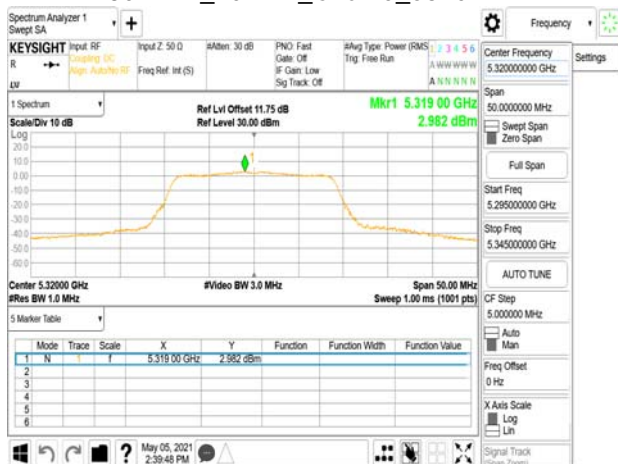 Spectrum Analyzer 1
Swept SA
+
Frequency
KEYSIGHT
Input: RF
Coupling: DC
Align: Auto/No RF
Input Z: 50 Ω
Freq Ref: Int (S)
#Atten: 30 dB
PNO: Fast
Gate: Off
IF Gain: Low
Sig Track: Off
#Avg Type: Power (RMS
Trig: Free Run
1 2 3 4 5 6
A W W W W W
A N N N N N
R
LVI
Center Frequency
5.320000000 GHz
Settings
Span
50.0000000 MHz
Swept Span
Zero Span
Full Span
Start Freq
5.295000000 GHz
Stop Freq
5.345000000 GHz
AUTO TUNE
CF Step
5.000000 MHz
Auto
Man
Freq Offset
0 Hz
X Axis Scale
Log
Lin
Signal Track
(Span Zoom)
1 Spectrum
Scale/Div 10 dB
Ref Lvl Offset 11.75 dB
Ref Level 30.00 dBm
Mkr1 5.319 00 GHz
2.982 dBm
Log
20.0
10.0
0.00
-10.0
-20.0
-30.0
-40.0
-50.0
-60.0
1
Center 5.32000 GHz
#Video BW 3.0 MHz
Span 50.00 MHz
#Res BW 1.0 MHz
Sweep 1.00 ms (1001 pts)
5 Marker Table
Mode Trace Scale X Y Function Function Width Function Value
1 N 1 f 5.319 00 GHz 2.982 dBm
2
3
4
5
6
?
May 05, 2021
2:39:48 PM